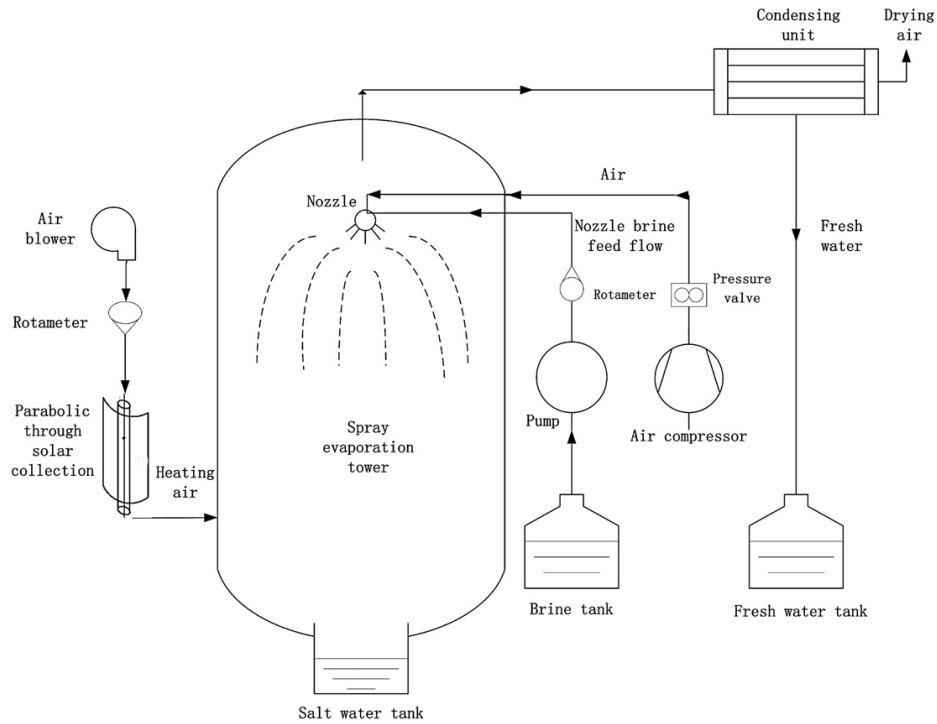 Condensing
unit
Drying
air
Air
Nozzle
Nozzle brine
feed flow
Fresh
water
Air
blower
Rotameter
Pressure
valve
Rotameter
Parabolic
through
solar
collection
Heating
air
Spray
evaporation
tower
Pump
Air compressor
Brine tank
Fresh water tank
Salt water tank